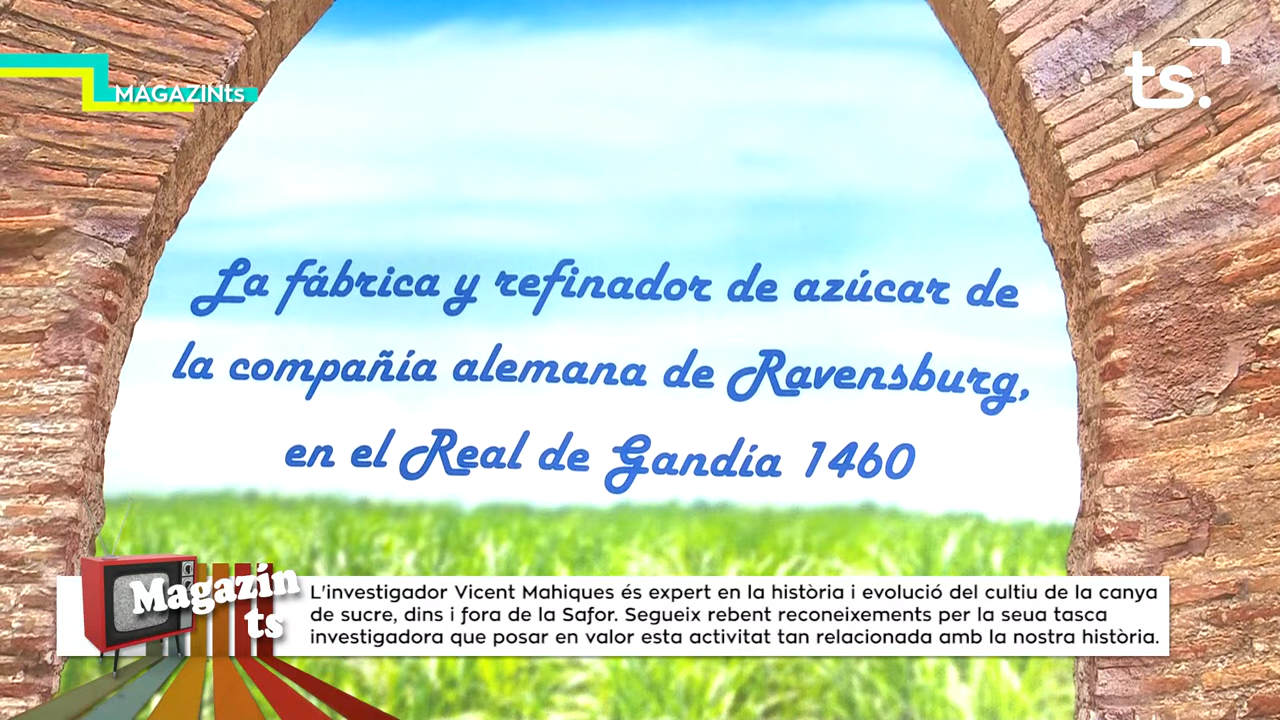 MAGAZINts
ts.
La fábrica y refinador de azúcar de
la compañía alemana de Ravensburg,
en el Real de Gandía 1460
Magazín
ts
L'investigador Vicent Mahiques és expert en la història i evolució del cultiu de la canya
de sucre, dins i fora de la Safor. Segueix rebent reconeixements per la seua tasca
investigadora que posar en valor esta activitat tan relacionada amb la nostra història.